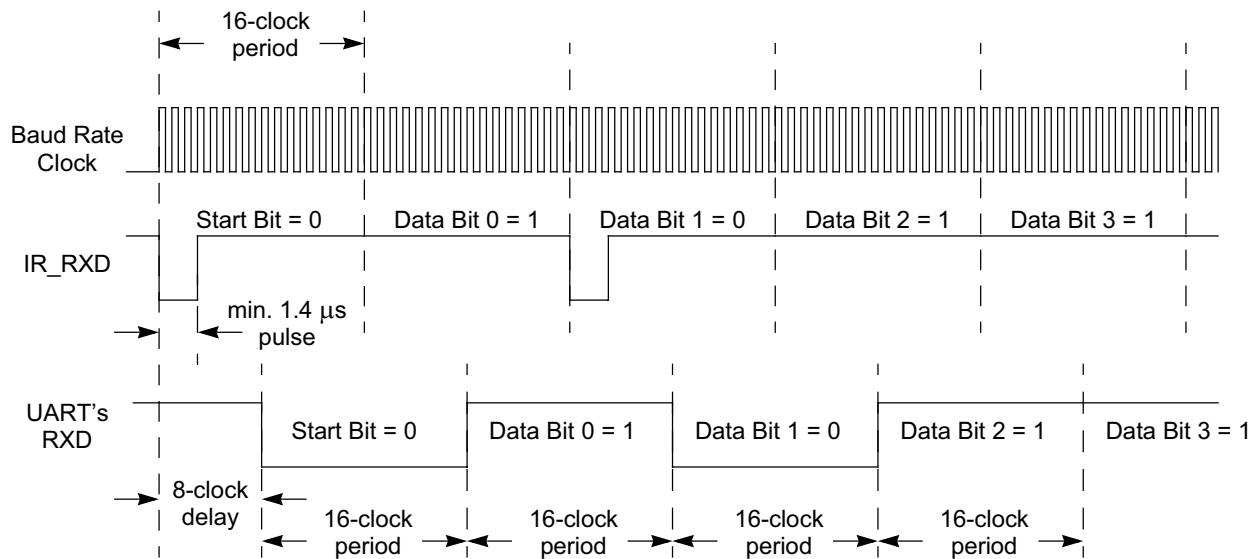 16-clock
period
Baud Rate
Clock
Start Bit = 0
Data Bit 0 = 1
Data Bit 1 = 0
Data Bit 2 = 1
Data Bit 3 = 1
IR_RXD
min. 1.4 μs
pulse
UART's
RXD
Start Bit = 0
Data Bit 0 = 1
Data Bit 1 = 0
Data Bit 2 = 1
Data Bit 3 = 1
8-clock
delay
16-clock
period
16-clock
period
16-clock
period
16-clock
period